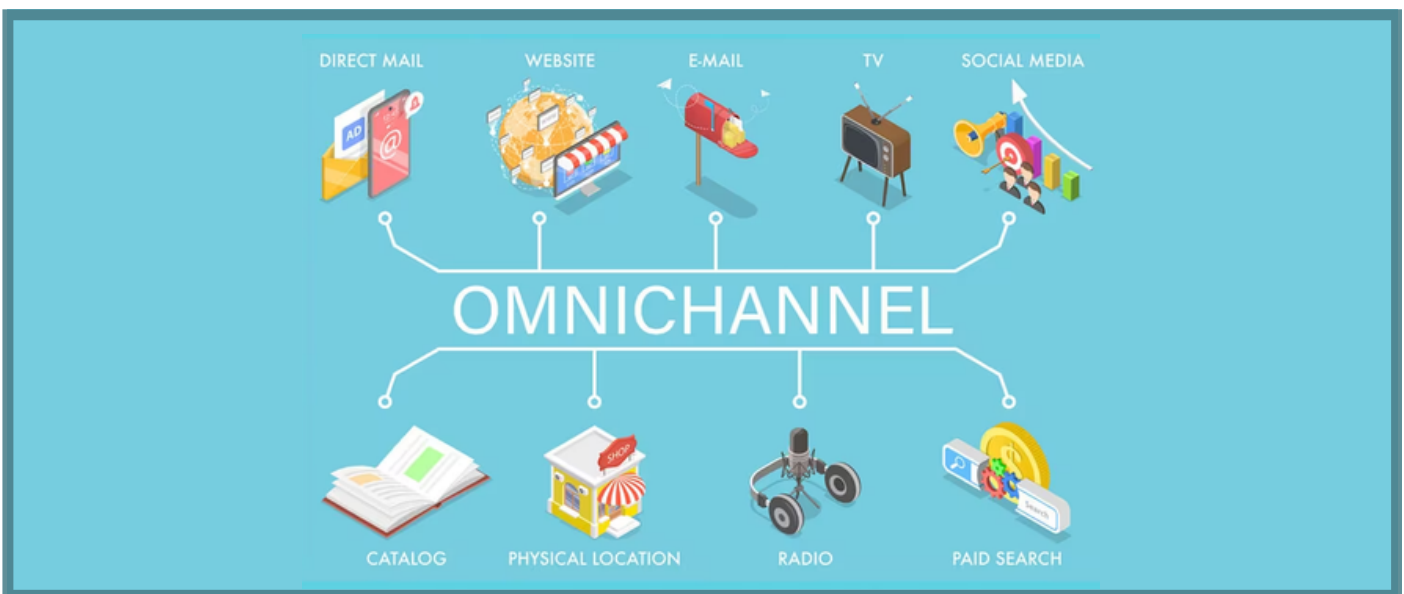 DIRECT MAIL
WEBSITE
E-MAIL
TV
SOCIAL MEDIA
AD
@
OMNICHANNEL
SHOP
Search
CATALOG
PHYSICAL LOCATION
RADIO
PAID SEARCH